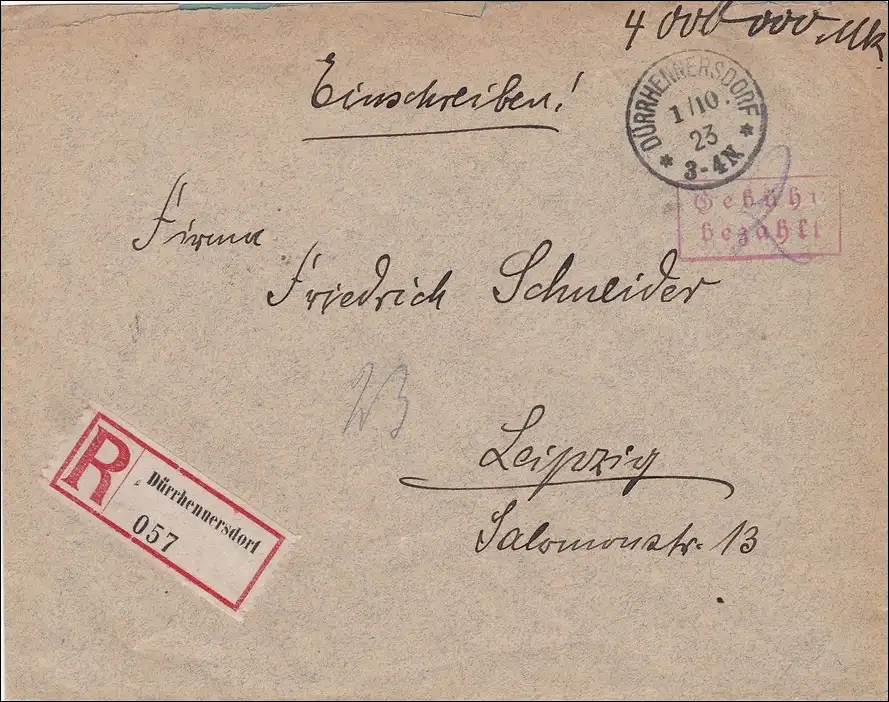 4 000 000 Mk
Einschreiben!
DÜRRHENNERSDORF
1/10.
23
3-4N
Gebühr
bezahlt
Firma
Friedrich Schneider
Leipzig
Salomonstr. 13
R
Dürrhennersdorf
057